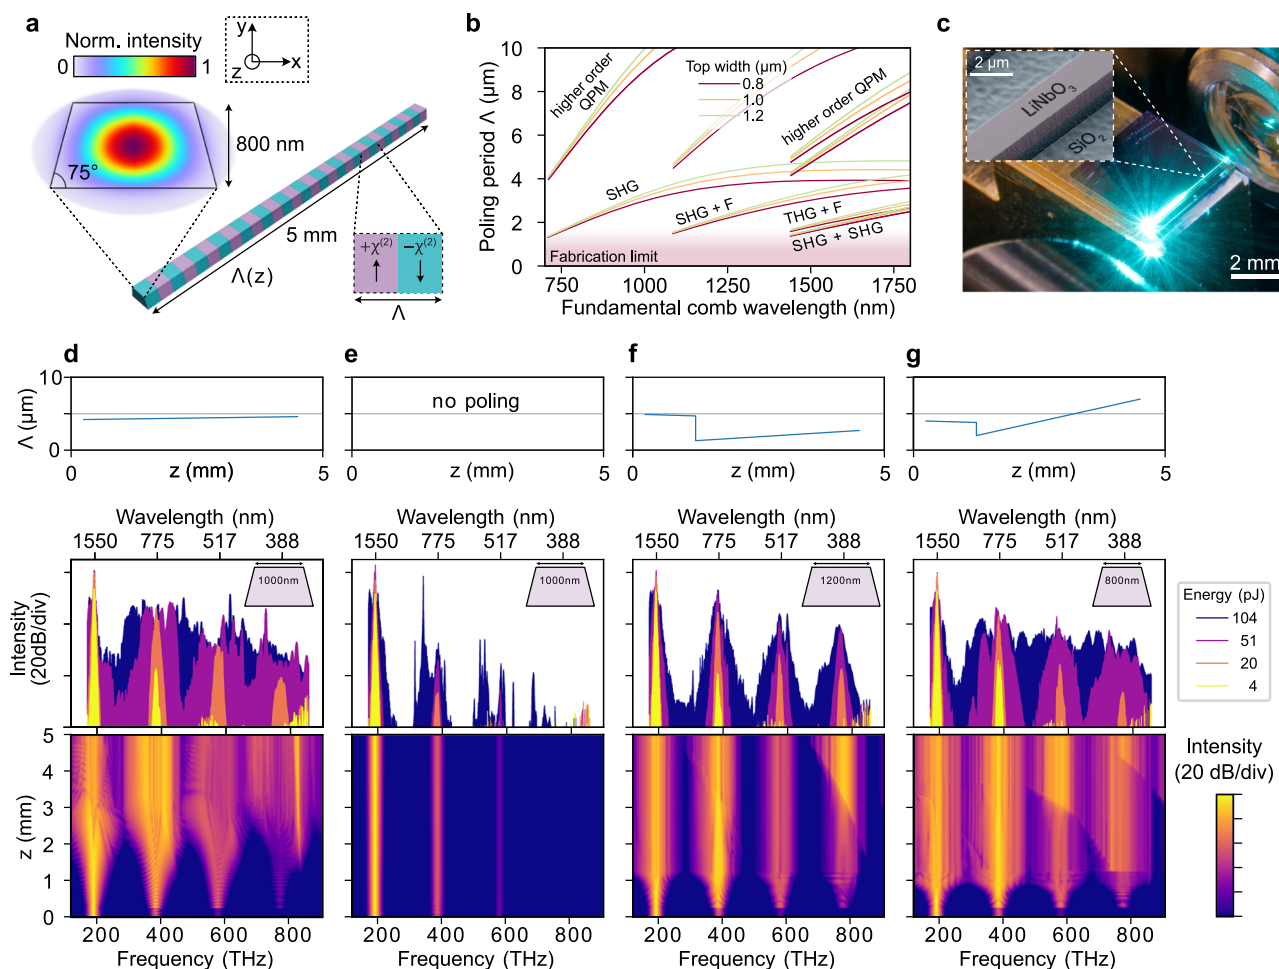 a
Norm. intensity
0
1
y
z
x
800 nm
75°
5 mm
Λ(z)
+χ(2)
−χ(2)
Λ
b
Poling period Λ (μm)
10
8
6
4
2
0
higher order
QPM
Top width (μm)
0.8
1.0
1.2
higher order QPM
SHG
SHG + F
THG + F
SHG + SHG
Fabrication limit
750
1000
1250
1500
1750
Fundamental comb wavelength (nm)
c
2 μm
LiNbO3
SiO2
2 mm
d
Λ (μm)
10
0
0
z (mm)
5
e
no poling
0
z (mm)
5
f
0
z (mm)
5
g
0
z (mm)
5
Wavelength (nm)
1550
775
517
388
Wavelength (nm)
1550
775
517
388
Wavelength (nm)
1550
775
517
388
Wavelength (nm)
1550
775
517
388
Intensity
(20dB/div)
1000nm
1000nm
1200nm
800nm
Energy (pJ)
104
51
20
4
z (mm)
5
4
3
2
1
0
200
400
600
800
Frequency (THz)
200
400
600
800
Frequency (THz)
200
400
600
800
Frequency (THz)
200
400
600
800
Frequency (THz)
Intensity
(20 dB/div)